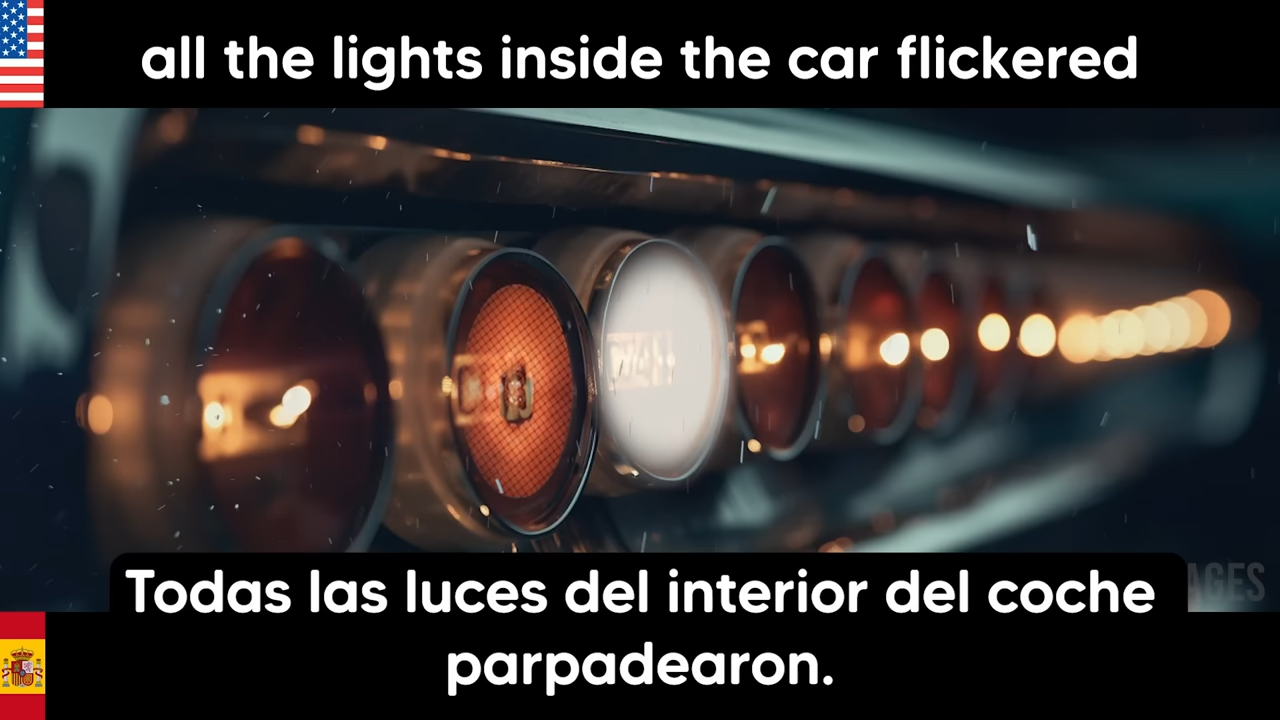 all the lights inside the car flickered
Todas las luces del interior del coche
parpadearon.